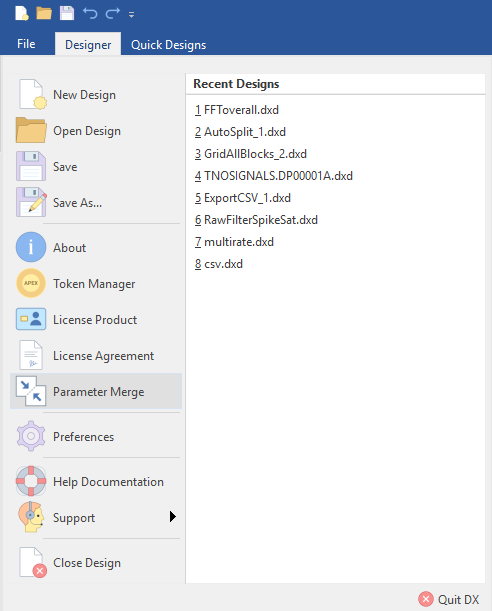 File Designer Quick Designs
New Design
Open Design
Save
Save As...
About
APEX
Token Manager
License Product
License Agreement
Parameter Merge
Preferences
Help Documentation
Support
Close Design
Recent Designs
1 FFToverall.dxd
2 AutoSplit_1.dxd
3 GridAllBlocks_2.dxd
4 TNOSIGNALS.DP00001A.dxd
5 ExportCSV_1.dxd
6 RawFilterSpikeSat.dxd
7 multirate.dxd
8 csv.dxd
Quit DX